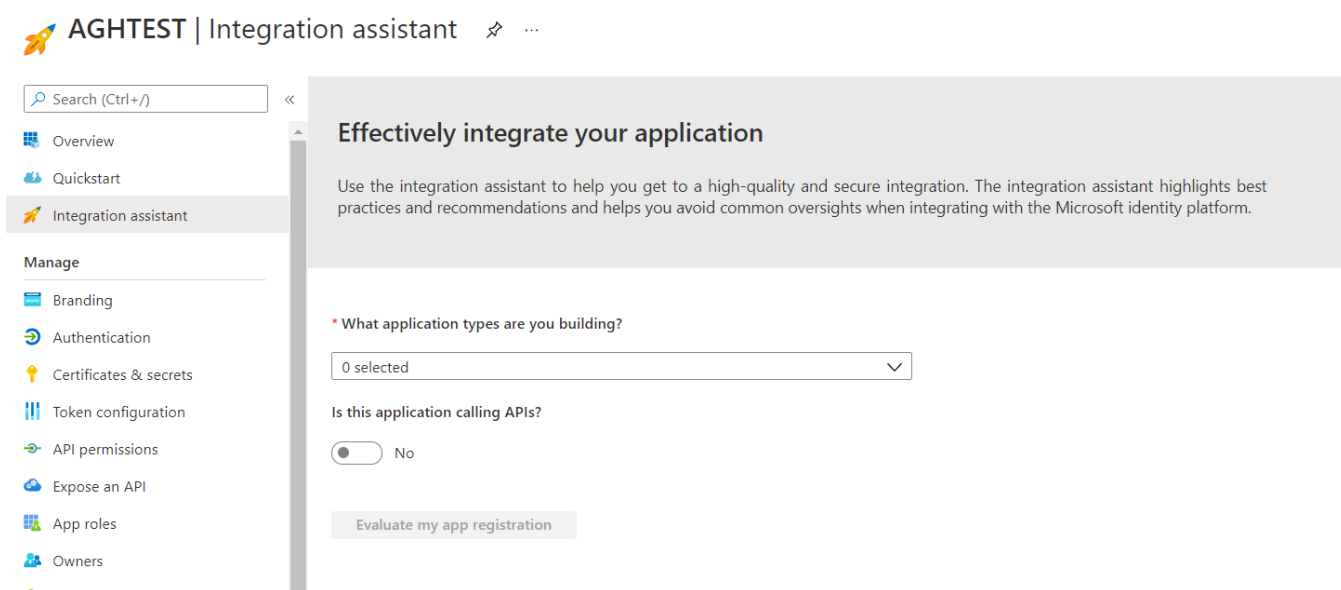 AGHTEST | Integration assistant
Search (Ctrl+/)
Overview
Quickstart
Integration assistant
Manage
Branding
Authentication
Certificates & secrets
Token configuration
API permissions
Expose an API
App roles
Owners
Effectively integrate your application
Use the integration assistant to help you get to a high-quality and secure integration. The integration assistant highlights best
practices and recommendations and helps you avoid common oversights when integrating with the Microsoft identity platform.
* What application types are you building?
0 selected
Is this application calling APIs?
No
Evaluate my app registration